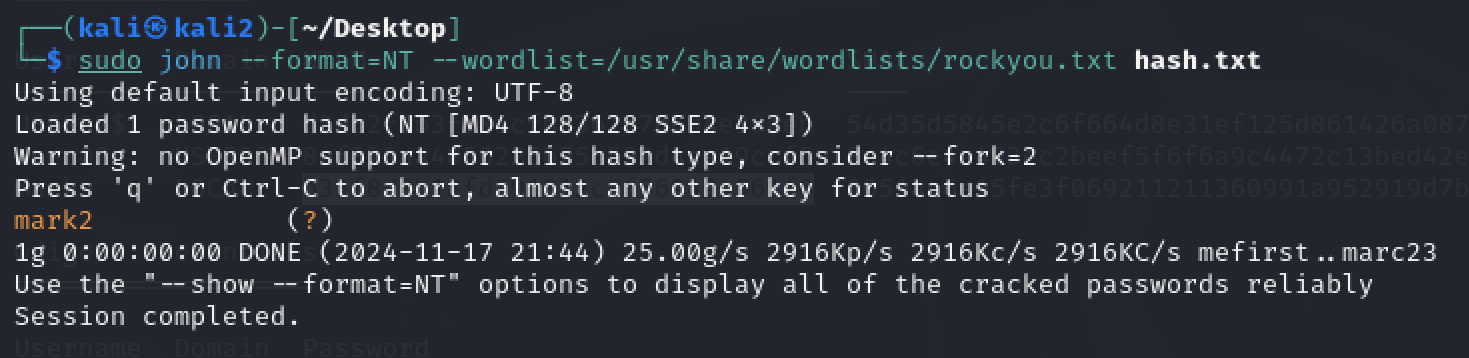 ┌──(kali㉿kali2)-[~/Desktop]
└─$ sudo john --format=NT --wordlist=/usr/share/wordlists/rockyou.txt hash.txt
Using default input encoding: UTF-8
Loaded 1 password hash (NT [MD4 128/128 SSE2 4x3])
Warning: no OpenMP support for this hash type, consider --fork=2
Press 'q' or Ctrl-C to abort, almost any other key for status
mark2            (?)
1g 0:00:00:00 DONE (2024-11-17 21:44) 25.00g/s 2916Kp/s 2916Kc/s 2916KC/s mefirst..marc23
Use the "--show --format=NT" options to display all of the cracked passwords reliably
Session completed.
Username  Domain  Password